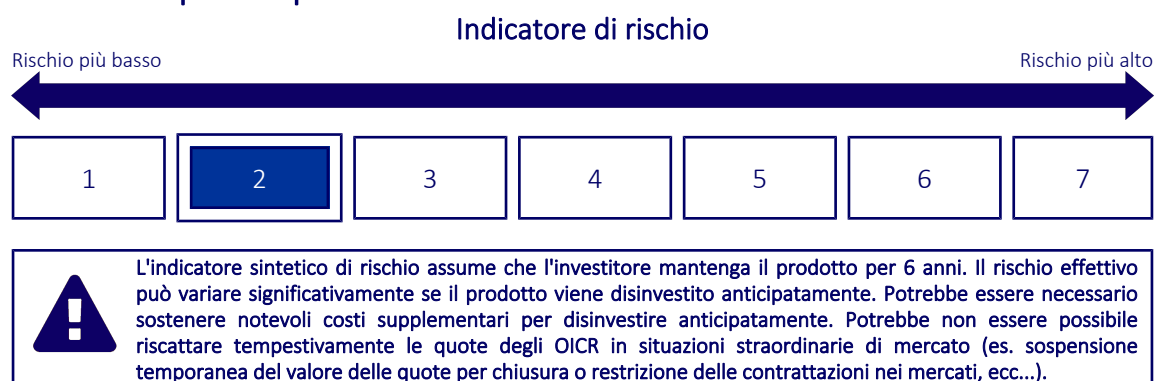 Indicatore di rischio
Rischio più basso
Rischio più alto
1 2 3 4 5 6 7
L'indicatore sintetico di rischio assume che l'investitore mantenga il prodotto per 6 anni. Il rischio effettivo
può variare significativamente se il prodotto viene disinvestito anticipatamente. Potrebbe essere necessario
sostenere notevoli costi supplementari per disinvestire anticipatamente. Potrebbe non essere possibile
riscattare tempestivamente le quote degli OICR in situazioni straordinarie di mercato (es. sospensione
temporanea del valore delle quote per chiusura o restrizione delle contrattazioni nei mercati, ecc...).